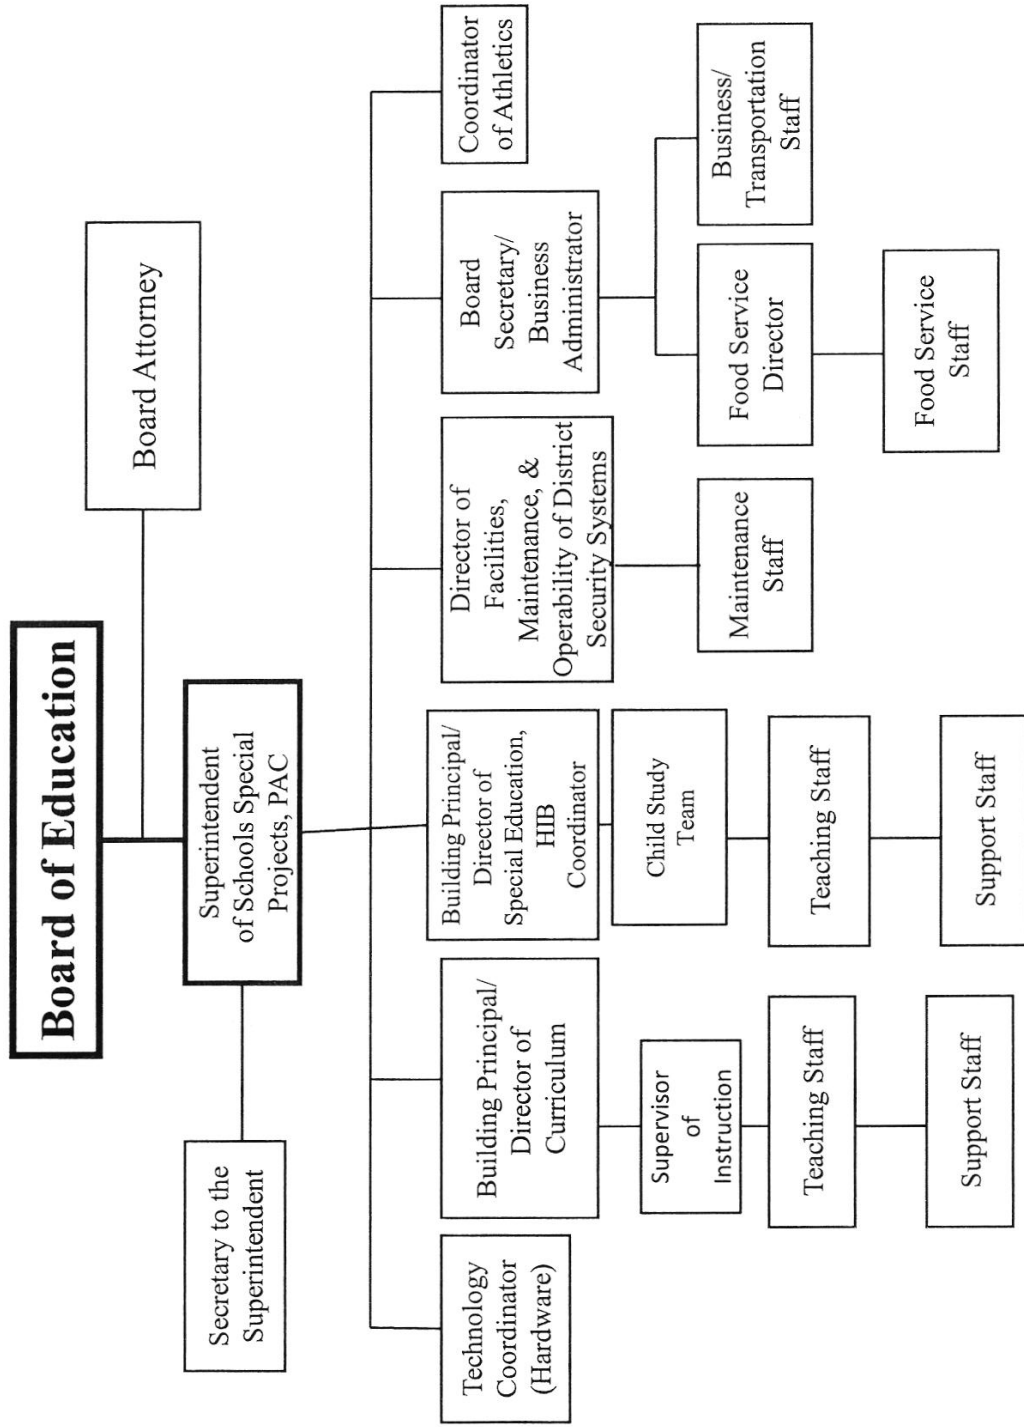 Board of Education
Board Attorney
Superintendent
of Schools Special
Projects, PAC
Secretary to the
Superintendent
Technology
Coordinator
(Hardware)
Building Principal/
Director of
Curriculum
Building Principal/
Director of
Special Education,
HIB
Coordinator
Director of
Facilities,
Maintenance, &
Operability of District
Security Systems
Board
Secretary/
Business
Administrator
Coordinator
of Athletics
Supervisor
of
Instruction
Child Study
Team
Maintenance
Staff
Food Service
Director
Business/
Transportation
Staff
Teaching Staff
Teaching Staff
Food Service
Staff
Support Staff
Support Staff